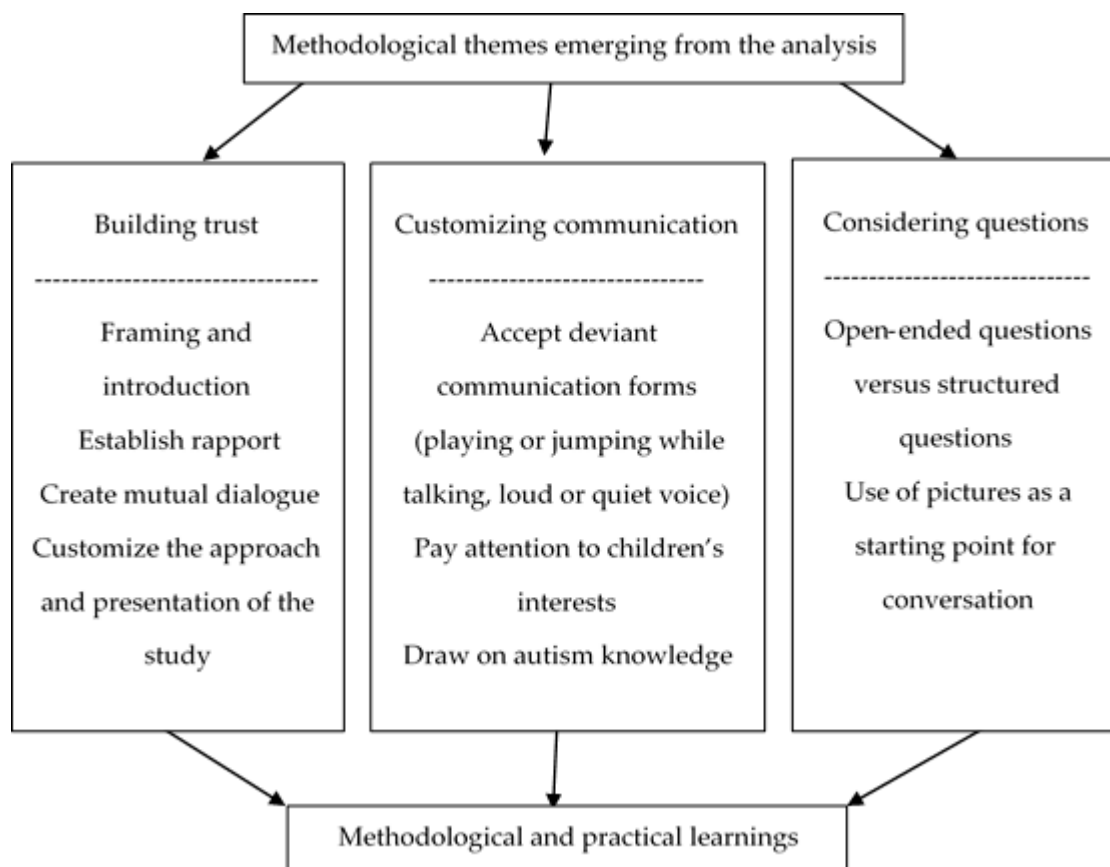 Methodological themes emerging from the analysis
Building trust
--------------------------------
Framing and
introduction
Establish rapport
Create mutual dialogue
Customize the approach
and presentation of the
study
Customizing communication
-------------------------------
Accept deviant
communication forms
(playing or jumping while
talking, loud or quiet voice)
Pay attention to children’s
interests
Draw on autism knowledge
Considering questions
------------------------------
Open-ended questions
versus structured
questions
Use of pictures as a
starting point for
conversation
Methodological and practical learnings